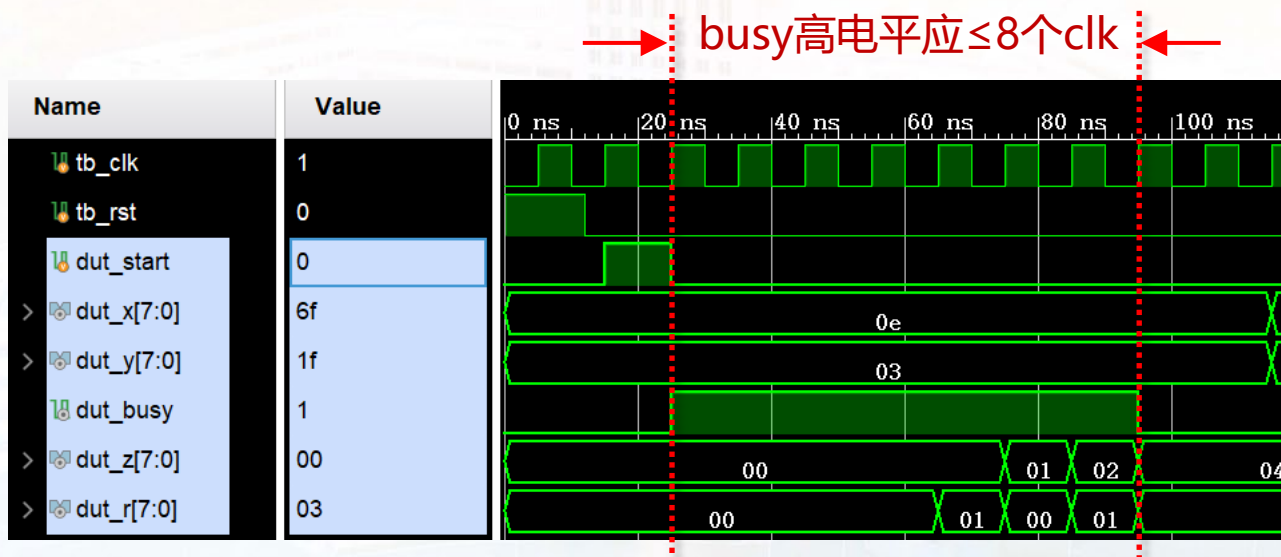 busy高电平应≤8个clk
Name Value 0 ns 20 ns 40 ns 60 ns 80 ns 100 ns
tb_clk 1
tb_rst 0
dut_start 0
dut_x[7:0] 6f 0e
dut_y[7:0] 1f 03
dut_busy 1
dut_z[7:0] 00 00 01 02 04
dut_r[7:0] 03 00 01 00 01